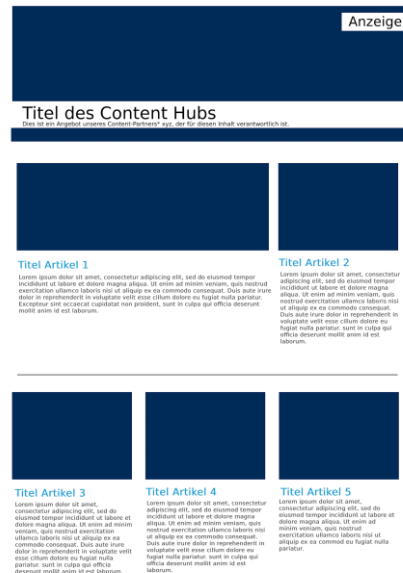 Anzeige
Titel des Content Hubs
Dies ist ein Angebot unseres Content-Partners* xyz, der für diesen Inhalt verantwortlich ist.
Titel Artikel 1
Lorem ipsum dolor sit amet, consectetur adipiscing elit, sed do eiusmod tempor
incididunt ut labore et dolore magna aliqua. Ut enim ad minim veniam, quis nostrud
exercitation ullamco laboris nisi ut aliquip ex ea commodo consequat. Duis aute irure
dolor in reprehenderit in voluptate velit esse cillum dolore eu fugiat nulla pariatur.
Excepteur sint occaecat cupidatat non proident, sunt in culpa qui officia deserunt
mollit anim id est laborum.
Titel Artikel 2
Lorem ipsum dolor sit amet, consectetur
adipiscing elit, sed do eiusmod tempor
incididunt ut labore et dolore magna
aliqua. Ut enim ad minim veniam, quis
nostrud exercitation ullamco laboris nisi
ut aliquip ex ea commodo consequat.
Duis aute irure dolor in reprehenderit in
voluptate velit esse cillum dolore eu
fugiat nulla pariatur. sunt in culpa qui
officia deserunt mollit anim id est
laborum.
Titel Artikel 3
Lorem ipsum dolor sit amet,
consectetur adipiscing elit, sed do
eiusmod tempor incididunt ut labore et
dolore magna aliqua. Ut enim ad minim
veniam, quis nostrud exercitation
ullamco laboris nisi ut aliquip ex ea
commodo consequat. Duis aute irure
dolor in reprehenderit in voluptate velit
esse cillum dolore eu fugiat nulla
pariatur. sunt in culpa qui officia
deserunt mollit anim id est laborum.
Titel Artikel 4
Lorem ipsum dolor sit amet, consectetur
adipiscing elit, sed do eiusmod tempor
incididunt ut labore et dolore magna
aliqua. Ut enim ad minim veniam, quis
nostrud exercitation ullamco laboris nisi
ut aliquip ex ea commodo consequat.
Duis aute irure dolor in reprehenderit in
voluptate velit esse cillum dolore eu
fugiat nulla pariatur. sunt in culpa qui
officia deserunt mollit anim id est
laborum.
Titel Artikel 5
Lorem ipsum dolor sit amet,
consectetur adipiscing elit, sed do
eiusmod tempor incididunt ut labore et
dolore magna aliqua. Ut enim ad
minim veniam, quis nostrud
exercitation ullamco laboris nisi ut
aliquip ex ea commod eu fugiat nulla
pariatur.